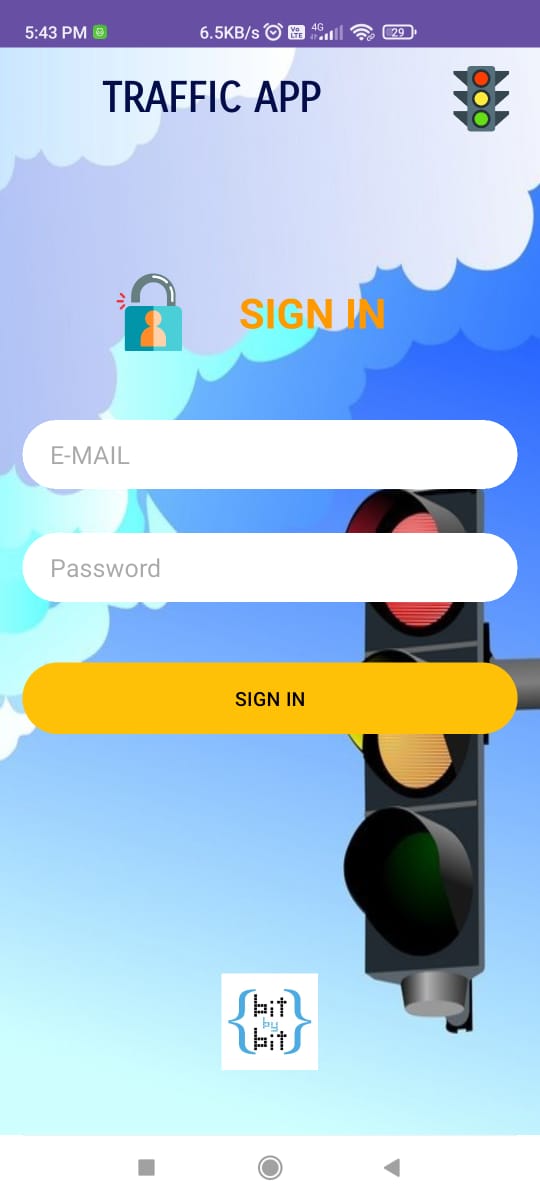 5:43 PM
6.5KB/s Vo LTE 4G 29
TRAFFIC APP
SIGN IN
E-MAIL
Password
SIGN IN
{bit
by
bit}